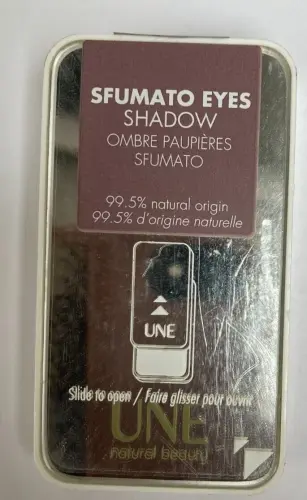 SFUMATO EYES
SHADOW
OMBRE PAUPIÈRES
SFUMATO
99.5% natural origin
99.5% d'origine naturelle
UNE
Slide to open / Faire glisser pour ouvrir
UNE
natural beauty